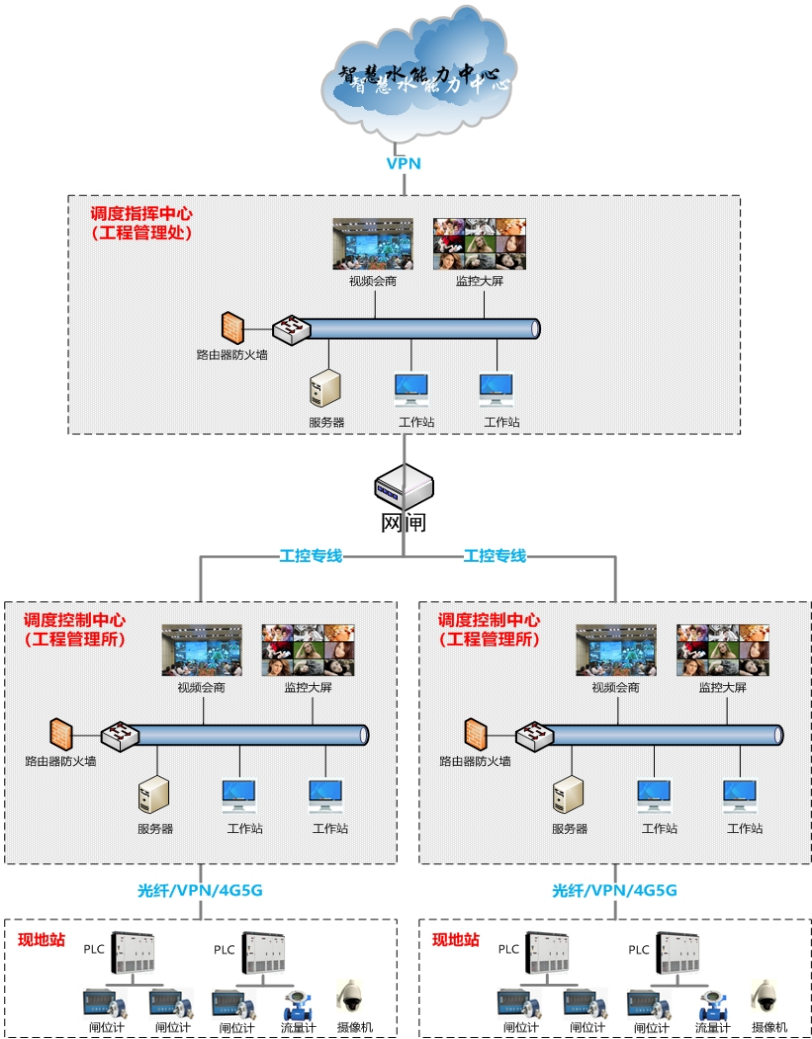 智慧水能力中心
VPN
调度指挥中心
(工程管理处)
视频会商
监控大屏
路由器防火墙
服务器
工作站
工作站
网闸
工控专线
工控专线
调度控制中心
(工程管理所)
视频会商
监控大屏
路由器防火墙
服务器
工作站
工作站
调度控制中心
(工程管理所)
视频会商
监控大屏
路由器防火墙
服务器
工作站
工作站
光纤/VPN/4G5G
光纤/VPN/4G5G
现地站
PLC
PLC
闸位计
闸位计
闸位计
流量计
摄像机
现地站
PLC
PLC
闸位计
闸位计
闸位计
流量计
摄像机